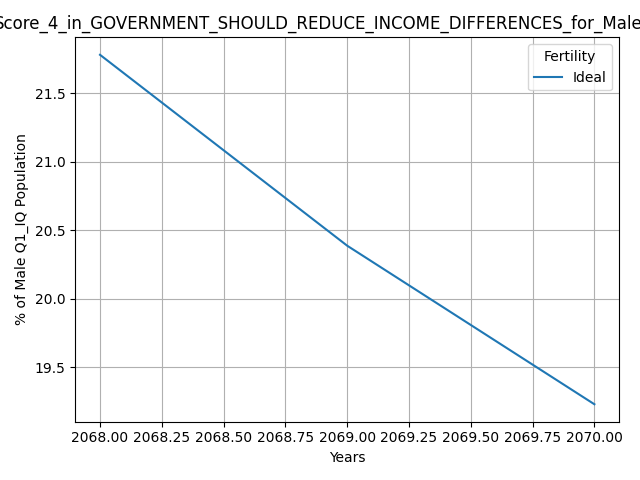 Score_4_in_GOVERNMENT_SHOULD_REDUCE_INCOME_DIFFERENCES_for_Male
Fertility
Ideal
% of Male Q1_IQ Population
21.5
21.0
20.5
20.0
19.5
2068.00 2068.25 2068.50 2068.75 2069.00 2069.25 2069.50 2069.75 2070.00
Years